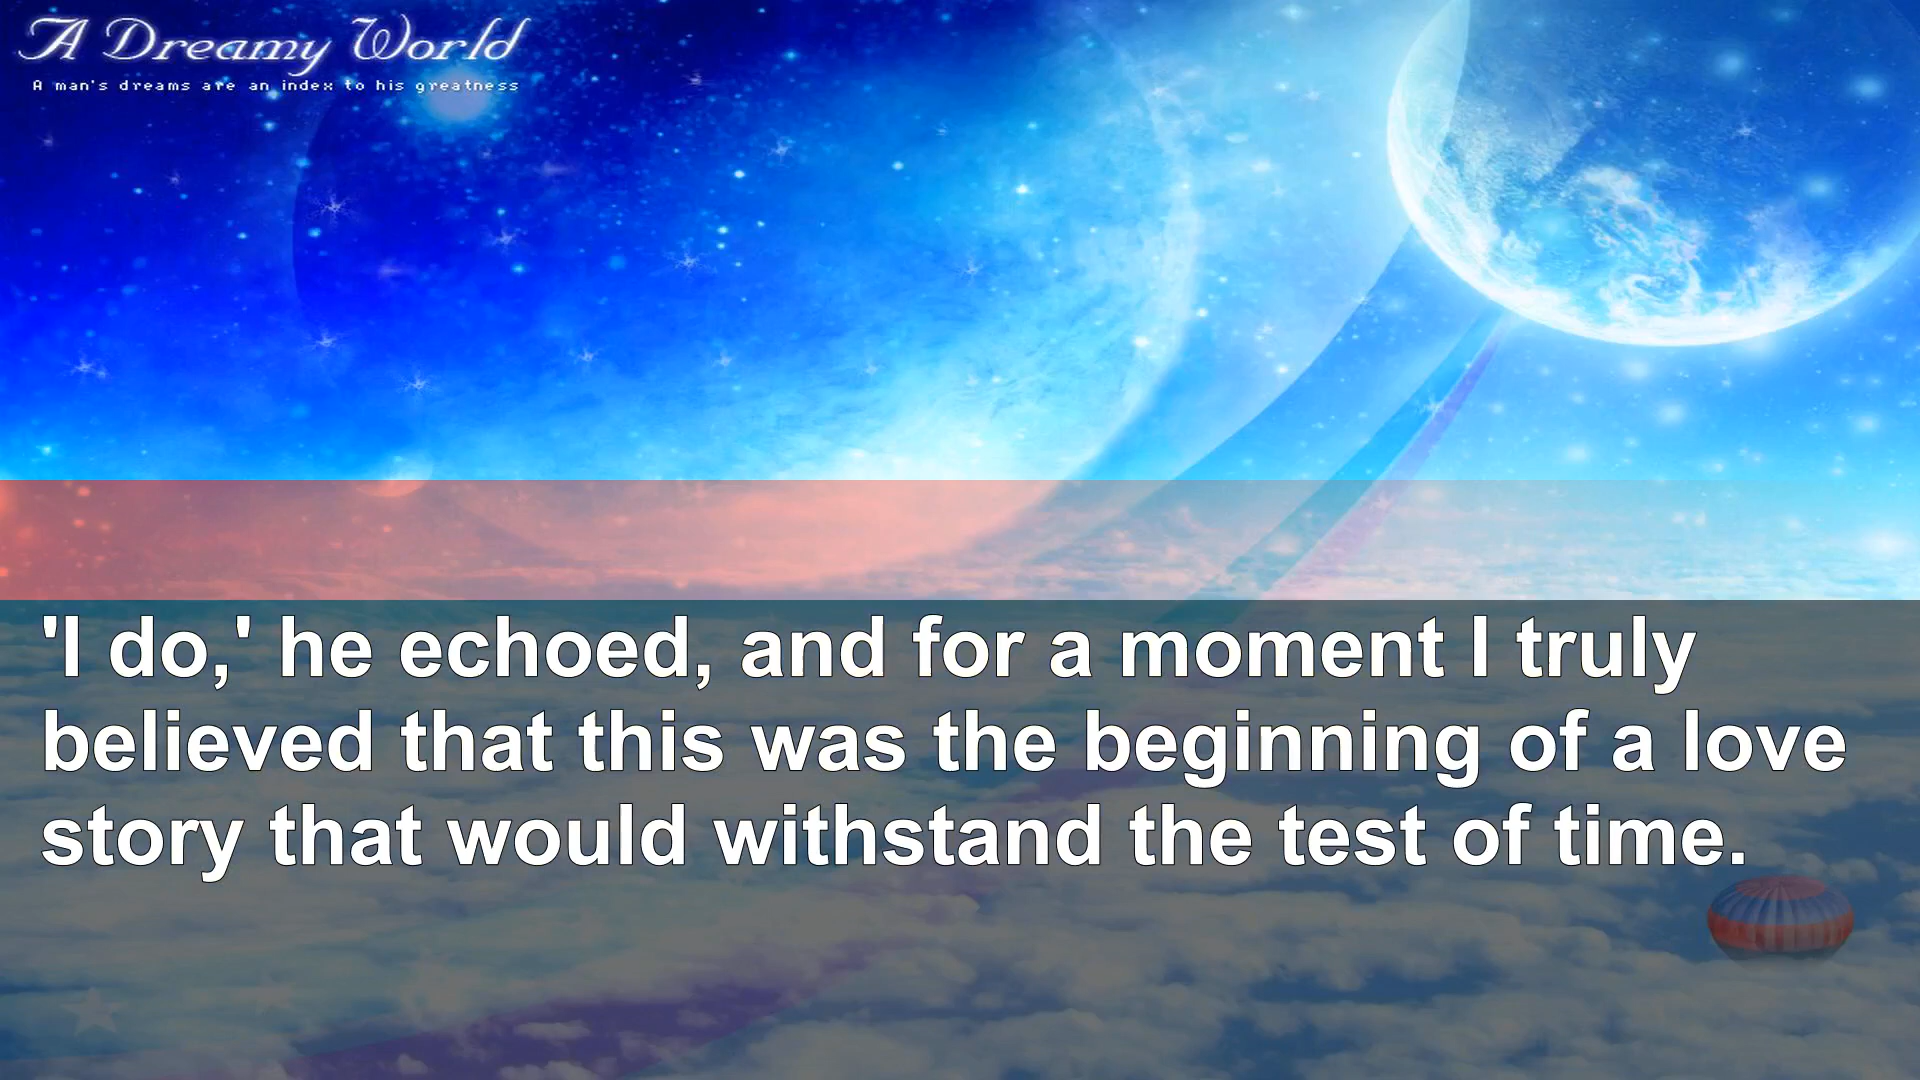 A Dreamy World
A man's dreams are an index to his greatness
'I do,' he echoed, and for a moment I truly
believed that this was the beginning of a love
story that would withstand the test of time.